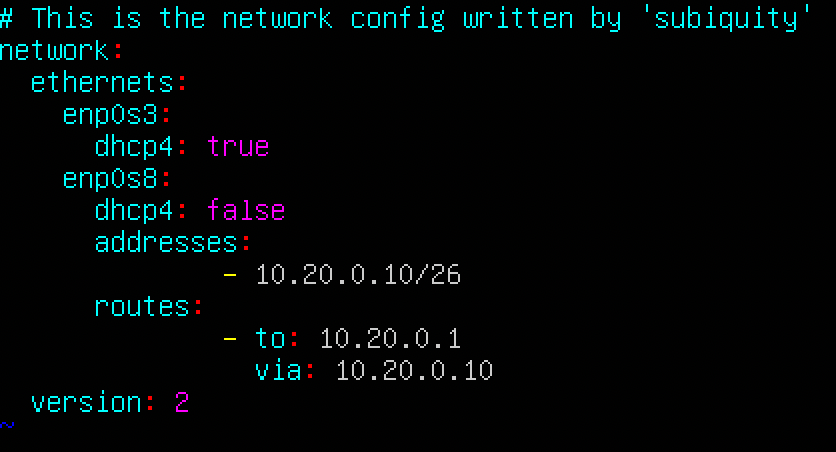 # This is the network config written by 'subiquity'
network:
  ethernets:
    enp0s3:
      dhcp4: true
    enp0s8:
      dhcp4: false
      addresses:
              - 10.20.0.10/26
      routes:
              - to: 10.20.0.1
                via: 10.20.0.10
  version: 2
~